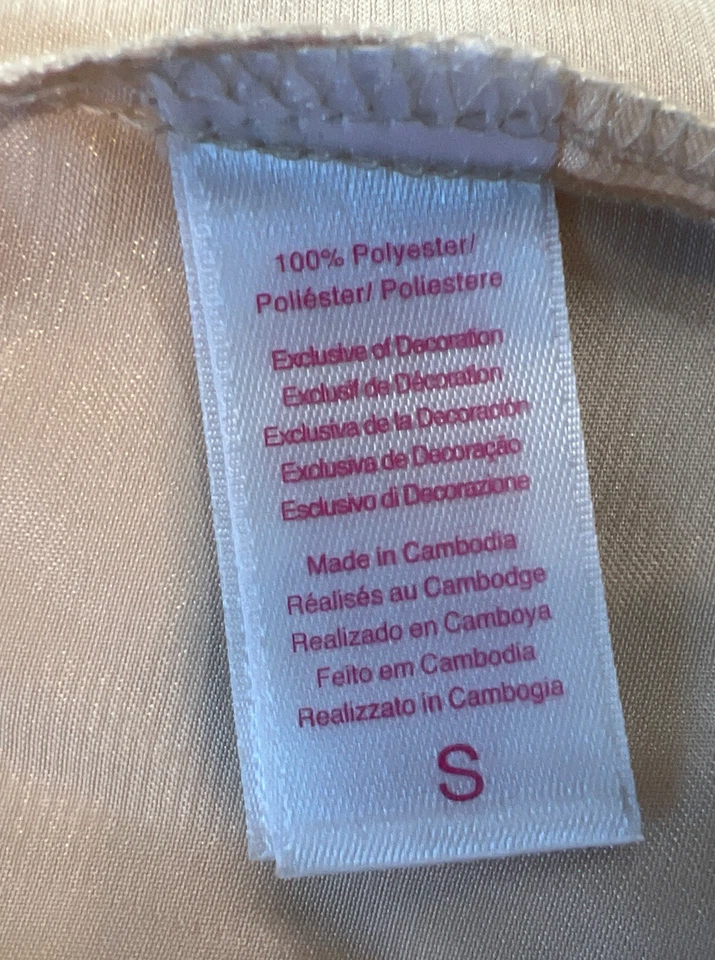 100% Polyester/
Poliéster/ Poliestere
Exclusive of Decoration
Exclusif de Décoration
Exclusiva de la Decoración
Exclusiva de Decoração
Esclusivo di Decorazione
Made in Cambodia
Réalisés au Cambodge
Realizado en Camboya
Feito em Cambodia
Realizzato in Cambogia
S